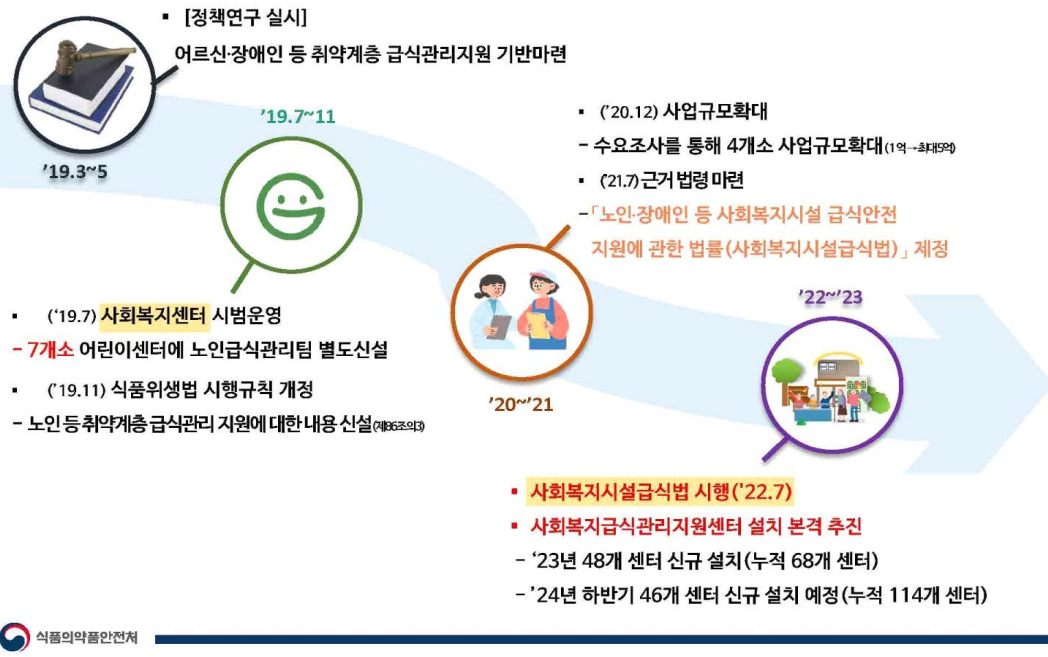 ▪ [정책연구 실시]
어르신·장애인 등 취약계층 급식관리지원 기반마련
'19.3~5
'19.7~11
▪ ('19.7) 사회복지센터 시범운영
- 7개소 어린이센터에 노인급식관리팀 별도신설
▪ ('19.11) 식품위생법 시행규칙 개정
- 노인 등 취약계층 급식관리 지원에 대한 내용 신설(제86조의3)
▪ ('20.12) 사업규모확대
- 수요조사를 통해 4개소 사업규모확대(1억→최대5억)
▪ ('21.7) 근거 법령 마련
-「노인·장애인 등 사회복지시설 급식안전
지원에 관한 법률(사회복지시설급식법)」 제정
'20~'21
'22~'23
▪ 사회복지시설급식법 시행('22.7)
▪ 사회복지급식관리지원센터 설치 본격 추진
- '23년 48개 센터 신규 설치(누적 68개 센터)
- '24년 하반기 46개 센터 신규 설치 예정(누적 114개 센터)
식품의약품안전처